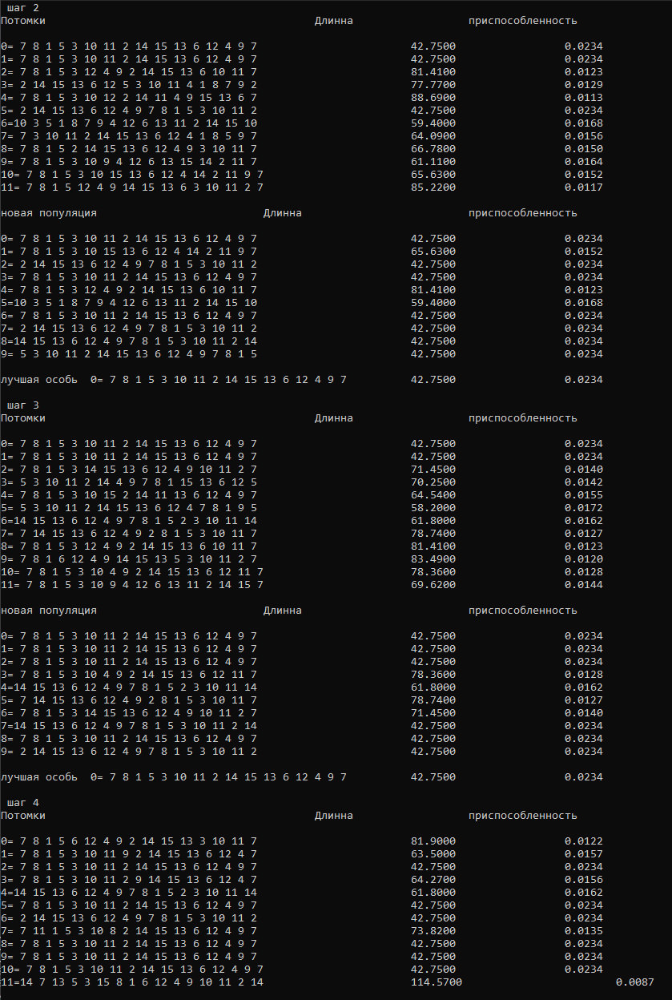 шаг 2
Потомки Длинна приспособленность
0= 7 8 1 5 3 10 11 2 14 15 13 6 12 4 9 7 42.7500 0.0234
1= 7 8 1 5 3 10 11 2 14 15 13 6 12 4 9 7 42.7500 0.0234
2= 7 8 1 5 3 12 4 9 2 14 15 13 6 10 11 7 81.4100 0.0123
3= 2 14 15 13 6 12 5 3 10 11 4 1 8 7 9 2 77.7700 0.0129
4= 7 8 1 5 3 10 12 2 14 11 4 9 15 13 6 7 88.6900 0.0113
5= 2 14 15 13 6 12 4 9 7 8 1 5 3 10 11 2 42.7500 0.0234
6=10 3 5 1 8 7 9 4 12 6 13 11 2 14 15 10 59.4000 0.0168
7= 7 3 10 11 2 14 15 13 6 12 4 1 8 5 9 7 64.0900 0.0156
8= 7 8 1 5 2 14 15 13 6 12 4 9 3 10 11 7 66.7800 0.0150
9= 7 8 1 5 3 10 9 4 12 6 13 15 14 2 11 7 61.1100 0.0164
10= 7 8 1 5 3 10 15 13 6 12 4 14 2 11 9 7 65.6300 0.0152
11= 7 8 1 5 12 4 9 14 15 13 6 3 10 11 2 7 85.2200 0.0117
новая популяция Длинна приспособленность
0= 7 8 1 5 3 10 11 2 14 15 13 6 12 4 9 7 42.7500 0.0234
1= 7 8 1 5 3 10 15 13 6 12 4 14 2 11 9 7 65.6300 0.0152
2= 2 14 15 13 6 12 4 9 7 8 1 5 3 10 11 2 42.7500 0.0234
3= 7 8 1 5 3 10 11 2 14 15 13 6 12 4 9 7 42.7500 0.0234
4= 7 8 1 5 3 12 4 9 2 14 15 13 6 10 11 7 81.4100 0.0123
5=10 3 5 1 8 7 9 4 12 6 13 11 2 14 15 10 59.4000 0.0168
6= 7 8 1 5 3 10 11 2 14 15 13 6 12 4 9 7 42.7500 0.0234
7= 2 14 15 13 6 12 4 9 7 8 1 5 3 10 11 2 42.7500 0.0234
8=14 15 13 6 12 4 9 7 8 1 5 3 10 11 2 14 42.7500 0.0234
9= 5 3 10 11 2 14 15 13 6 12 4 9 7 8 1 5 42.7500 0.0234
лучшая особь 0= 7 8 1 5 3 10 11 2 14 15 13 6 12 4 9 7 42.7500 0.0234
шаг 3
Потомки Длинна приспособленность
0= 7 8 1 5 3 10 11 2 14 15 13 6 12 4 9 7 42.7500 0.0234
1= 7 8 1 5 3 10 11 2 14 15 13 6 12 4 9 7 42.7500 0.0234
2= 7 8 1 5 3 14 15 13 6 12 4 9 10 11 2 7 71.4500 0.0140
3= 5 3 10 11 2 14 4 9 7 8 1 15 13 6 12 5 70.2500 0.0142
4= 7 8 1 5 3 10 15 2 14 11 13 6 12 4 9 7 64.5400 0.0155
5= 5 3 10 11 2 14 15 13 6 12 4 7 8 1 9 5 58.2000 0.0172
6=14 15 13 6 12 4 9 7 8 1 5 2 3 10 11 14 61.8000 0.0162
7= 7 14 15 13 6 12 4 9 2 8 1 5 3 10 11 7 78.7400 0.0127
8= 7 8 1 5 3 12 4 9 2 14 15 13 6 10 11 7 81.4100 0.0123
9= 7 8 1 6 12 4 9 14 15 13 5 3 10 11 2 7 83.4900 0.0120
10= 7 8 1 5 3 10 4 9 2 14 15 13 6 12 11 7 78.3600 0.0128
11= 7 8 1 5 3 10 9 4 12 6 13 11 2 14 15 7 69.6200 0.0144
новая популяция Длинна приспособленность
0= 7 8 1 5 3 10 11 2 14 15 13 6 12 4 9 7 42.7500 0.0234
1= 7 8 1 5 3 10 11 2 14 15 13 6 12 4 9 7 42.7500 0.0234
2= 7 8 1 5 3 10 11 2 14 15 13 6 12 4 9 7 42.7500 0.0234
3= 7 8 1 5 3 10 4 9 2 14 15 13 6 12 11 7 78.3600 0.0128
4=14 15 13 6 12 4 9 7 8 1 5 2 3 10 11 14 61.8000 0.0162
5= 7 14 15 13 6 12 4 9 2 8 1 5 3 10 11 7 78.7400 0.0127
6= 7 8 1 5 3 14 15 13 6 12 4 9 10 11 2 7 71.4500 0.0140
7=14 15 13 6 12 4 9 7 8 1 5 3 10 11 2 14 42.7500 0.0234
8= 7 8 1 5 3 10 11 2 14 15 13 6 12 4 9 7 42.7500 0.0234
9= 2 14 15 13 6 12 4 9 7 8 1 5 3 10 11 2 42.7500 0.0234
лучшая особь 0= 7 8 1 5 3 10 11 2 14 15 13 6 12 4 9 7 42.7500 0.0234
шаг 4
Потомки Длинна приспособленность
0= 7 8 1 5 6 12 4 9 2 14 15 13 3 10 11 7 81.9000 0.0122
1= 7 8 1 5 3 10 11 9 2 14 15 13 6 12 4 7 63.5000 0.0157
2= 7 8 1 5 3 10 11 2 14 15 13 6 12 4 9 7 42.7500 0.0234
3= 7 8 1 5 3 10 11 2 9 14 15 13 6 12 4 7 64.2700 0.0156
4=14 15 13 6 12 4 9 7 8 1 5 2 3 10 11 14 61.8000 0.0162
5= 7 8 1 5 3 10 11 2 14 15 13 6 12 4 9 7 42.7500 0.0234
6= 2 14 15 13 6 12 4 9 7 8 1 5 3 10 11 2 42.7500 0.0234
7= 7 11 1 5 3 10 8 2 14 15 13 6 12 4 9 7 73.8200 0.0135
8= 7 8 1 5 3 10 11 2 14 15 13 6 12 4 9 7 42.7500 0.0234
9= 7 8 1 5 3 10 11 2 14 15 13 6 12 4 9 7 42.7500 0.0234
10= 7 8 1 5 3 10 11 2 14 15 13 6 12 4 9 7 42.7500 0.0234
11=14 7 13 5 3 15 8 1 6 12 4 9 10 11 2 14 114.5700 0.0087